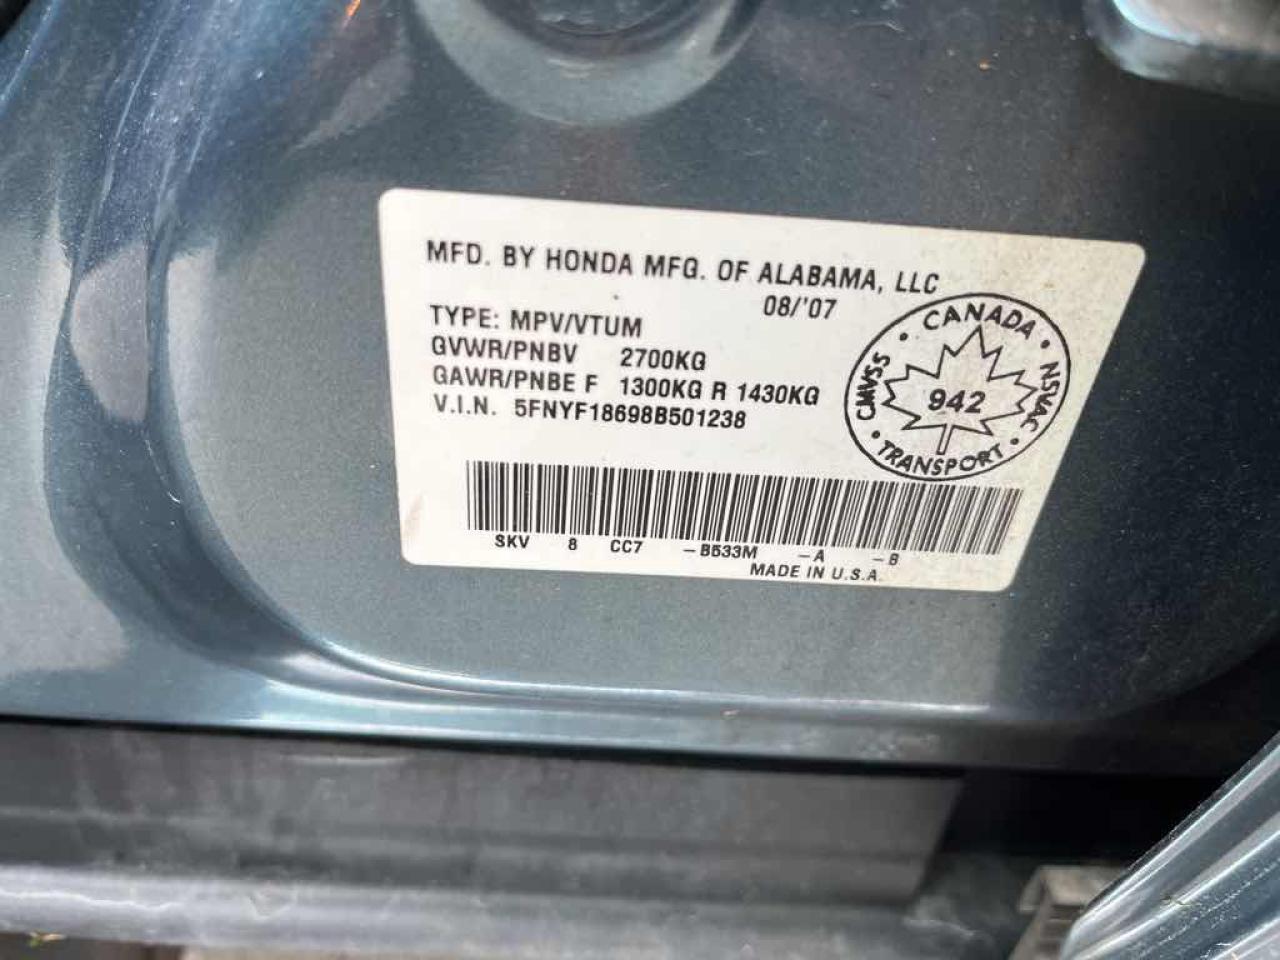 MFD. BY HONDA MFG. OF ALABAMA, LLC
08/'07
TYPE: MPV/VTUM
GVWR/PNBV 2700KG
GAWR/PNBE F 1300KG R 1430KG
V.I.N. 5FNYF18698B501238
CANADA
CMVSS
942
NSVAC
TRANSPORT
SKV 8 CC7 -B533M -A -B
MADE IN U.S.A.